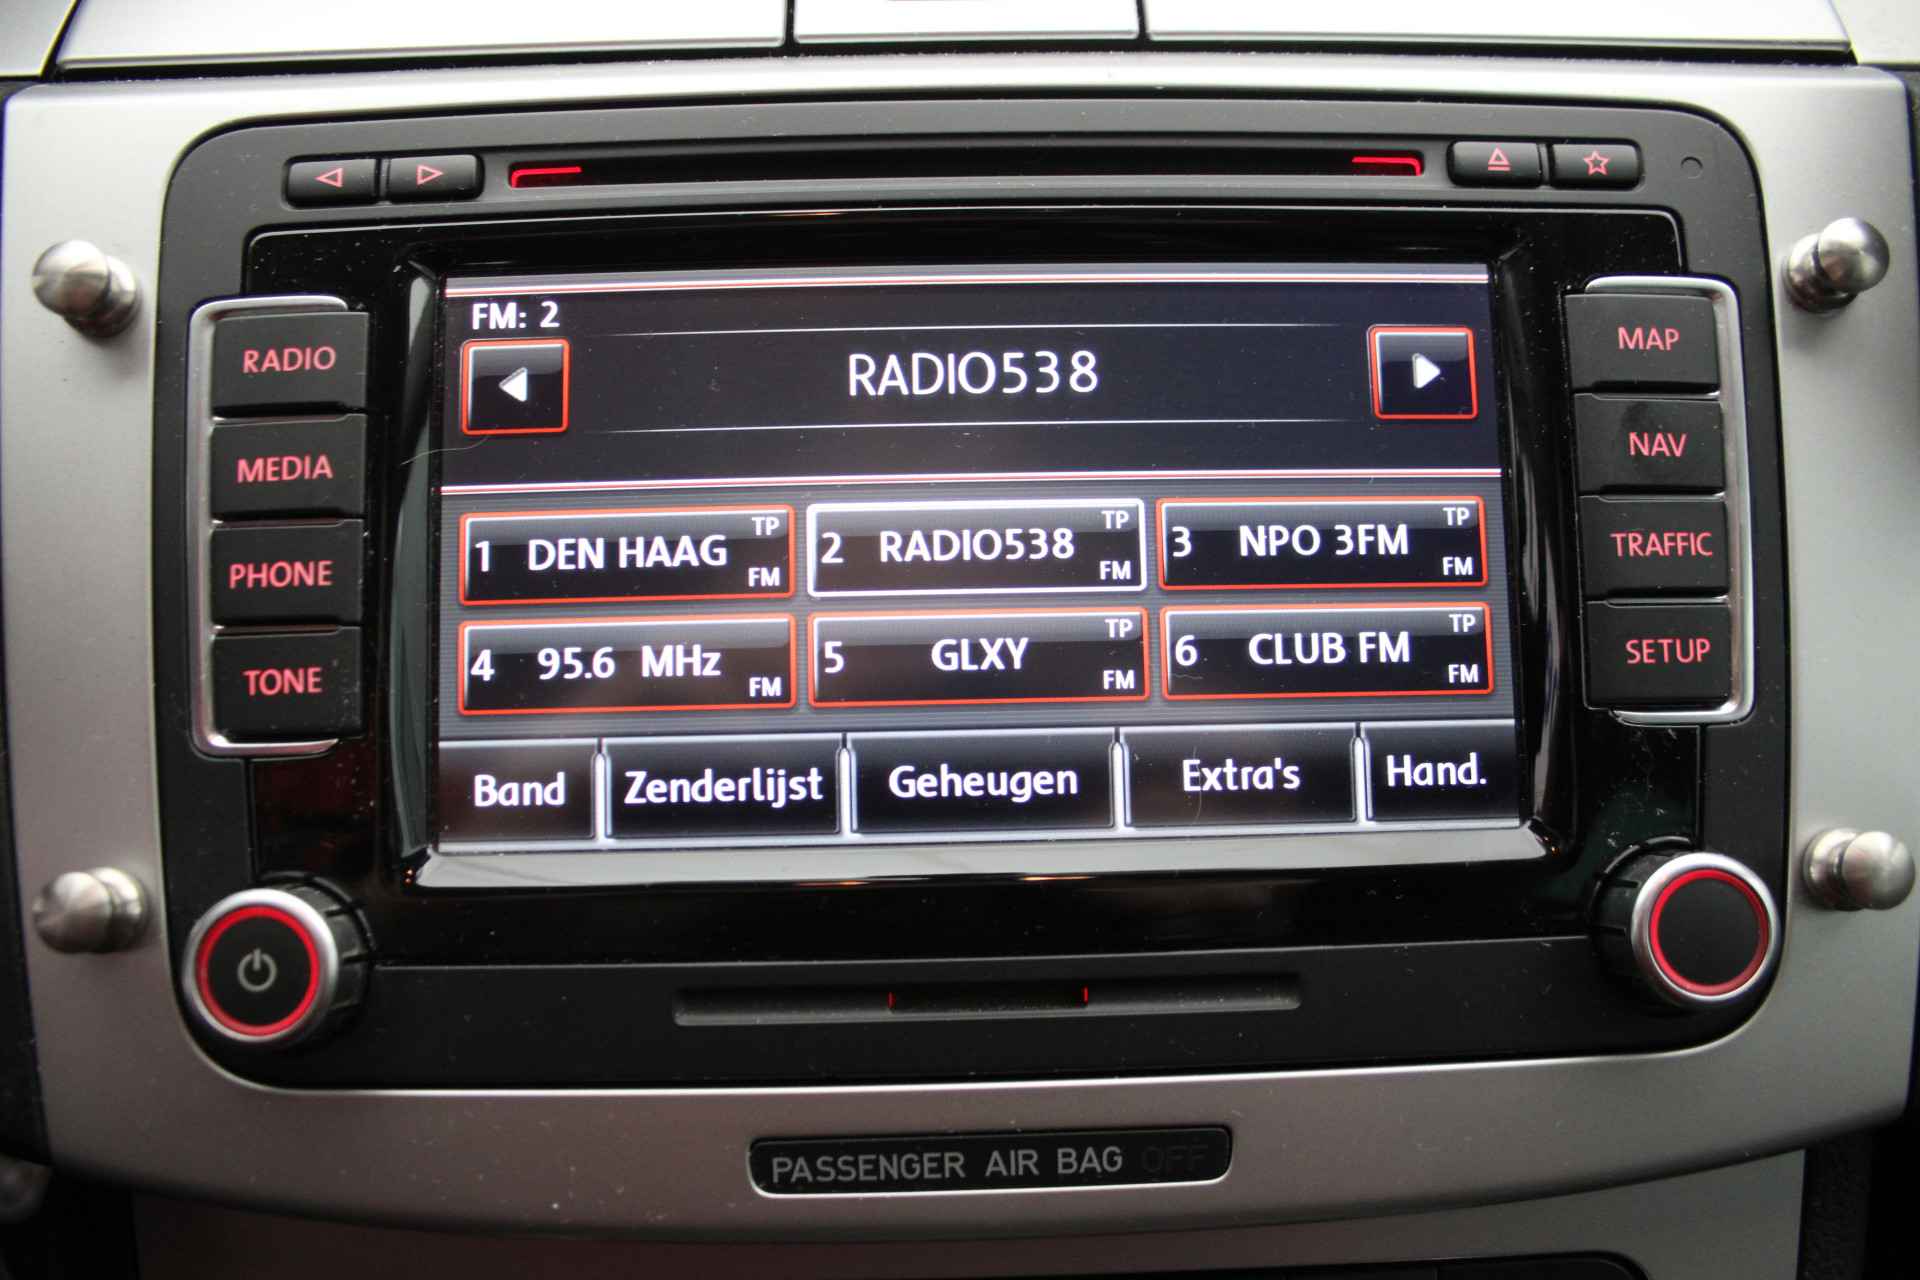 FM: 2
RADIO538
RADIO
MEDIA
PHONE
TONE
MAP
NAV
TRAFFIC
SETUP
1 DEN HAAG TP FM
2 RADIO538 TP FM
3 NPO 3FM TP FM
4 95.6 MHz FM
5 GLXY TP FM
6 CLUB FM TP FM
Band Zenderlijst Geheugen Extra's Hand.
PASSENGER AIR BAG OFF